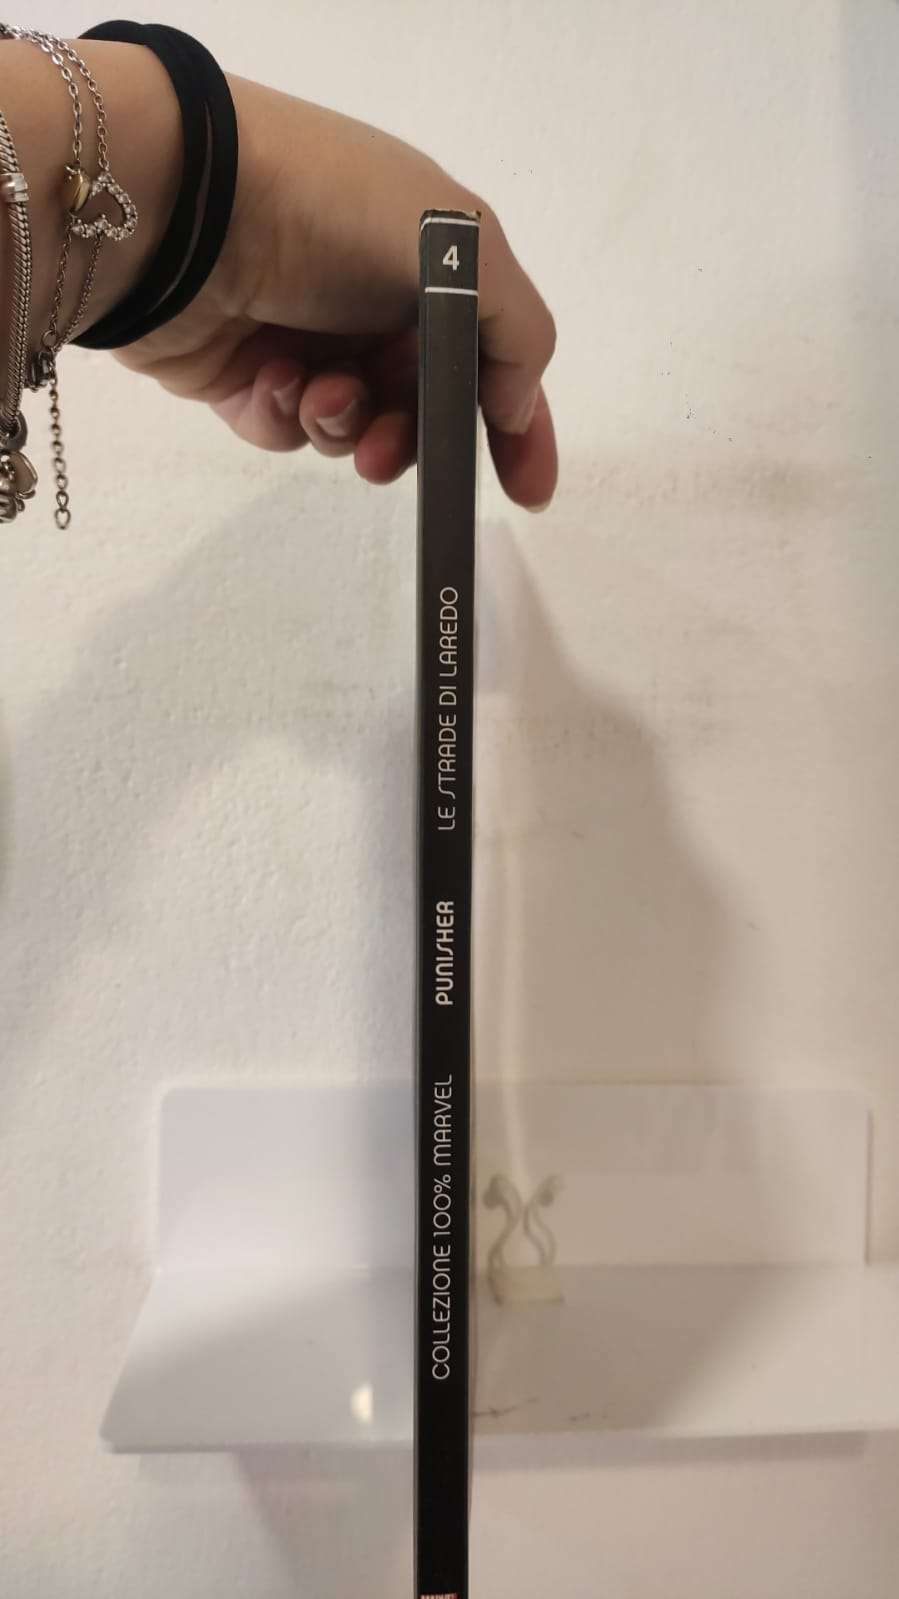 4
LE STRADE DI LAREDO
PUNISHER
COLLEZIONE 100% MARVEL